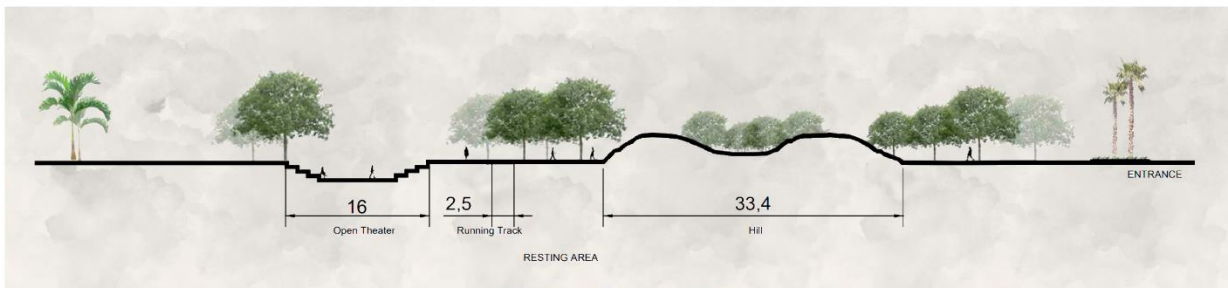 ENTRANCE
16
2,5
33,4
Open Theater
Running Track
Hill
RESTING AREA